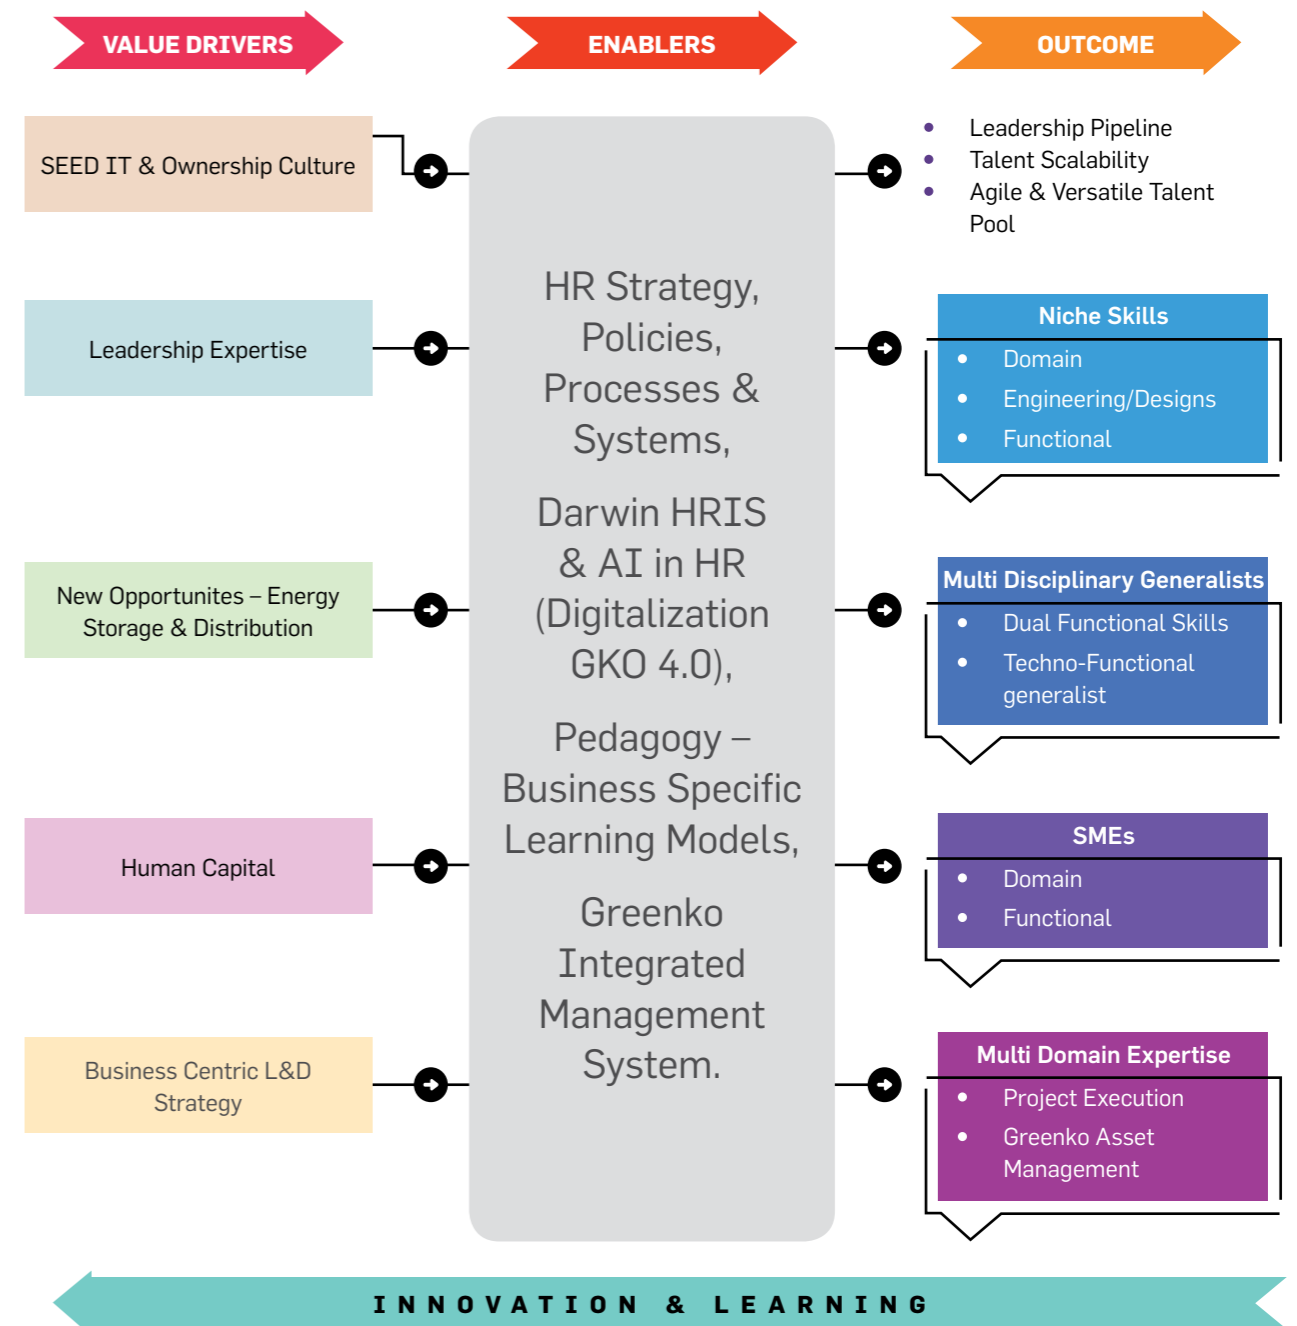 VALUE DRIVERS
ENABLERS
OUTCOME
SEED IT & Ownership Culture
Leadership Expertise
New Opportunites – Energy
Storage & Distribution
Human Capital
Business Centric L&D
Strategy
HR Strategy,
Policies,
Processes &
Systems,
Darwin HRIS
& AI in HR
(Digitalization
GKO 4.0),
Pedagogy –
Business Specific
Learning Models,
Greenko
Integrated
Management
System.
• Leadership Pipeline
• Talent Scalability
• Agile & Versatile Talent
Pool
Niche Skills
• Domain
• Engineering/Designs
• Functional
Multi Disciplinary Generalists
• Dual Functional Skills
• Techno-Functional
generalist
SMEs
• Domain
• Functional
Multi Domain Expertise
• Project Execution
• Greenko Asset
Management
INNOVATION & LEARNING